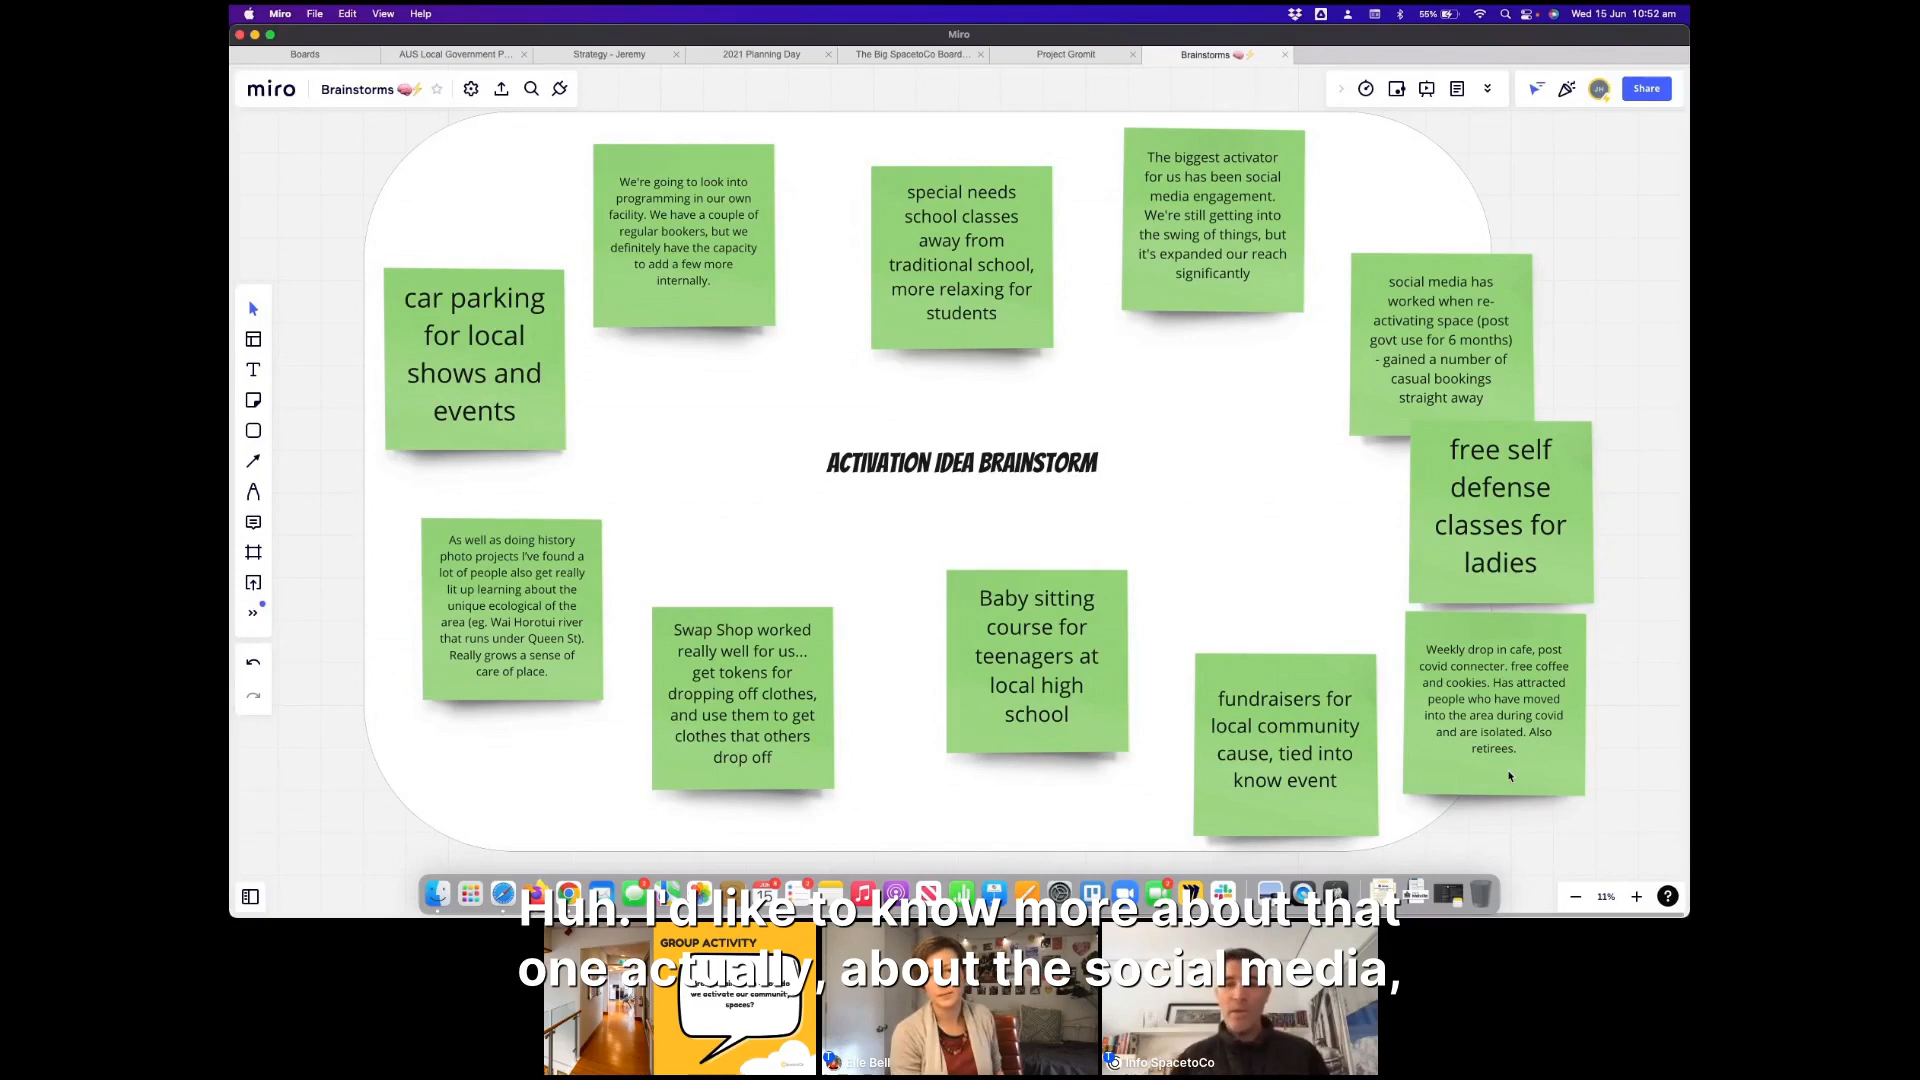 Miro File Edit View Help
55% Wed 15 Jun 10:52 am
Miro
Boards
AUS Local Government P...
Strategy - Jeremy
2021 Planning Day
The Big SpacetoCo Board...
Project Gromit
Brainstorms
miro
Brainstorms
JH
Share
We're going to look into
programming in our own
facility. We have a couple of
regular bookers, but we
definitely have the capacity
to add a few more
internally.
special needs
school classes
away from
traditional school,
more relaxing for
students
The biggest activator
for us has been social
media engagement.
We're still getting into
the swing of things, but
it's expanded our reach
significantly
car parking
for local
shows and
events
social media has
worked when re-
activating space (post
govt use for 6 months)
- gained a number of
casual bookings
straight away
ACTIVATION IDEA BRAINSTORM
free self
defense
classes for
ladies
As well as doing history
photo projects I've found a
lot of people also get really
lit up learning about the
unique ecological of the
area (eg. Wai Horotui river
that runs under Queen St).
Really grows a sense of
care of place.
Swap Shop worked
really well for us...
get tokens for
dropping off clothes,
and use them to get
clothes that others
drop off
Baby sitting
course for
teenagers at
local high
school
fundraisers for
local community
cause, tied into
know event
Weekly drop in cafe, post
covid connecter. free coffee
and cookies. Has attracted
people who have moved
into the area during covid
and are isolated. Also
retirees.
11%
Huh. I'd like to know more about that
one actually, about the social media,
GROUP ACTIVITY
we activate our community
spaces?
Elle Bell
Info SpacetoCo